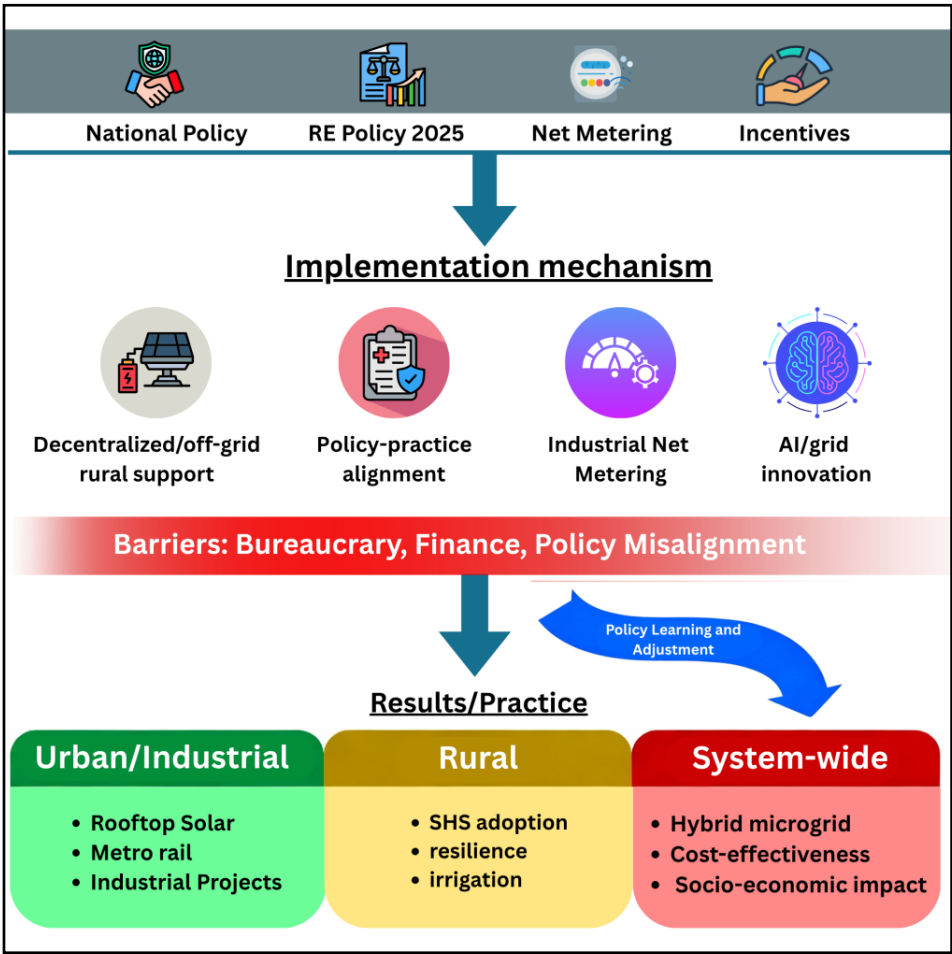 National Policy
RE Policy 2025
Net Metering
Incentives
Implementation mechanism
Decentralized/off-grid
rural support
Policy-practice
alignment
Industrial Net
Metering
AI/grid
innovation
Barriers: Bureaucrary, Finance, Policy Misalignment
Policy Learning and
Adjustment
Results/Practice
Urban/Industrial
• Rooftop Solar
• Metro rail
• Industrial Projects
Rural
• SHS adoption
• resilience
• irrigation
System-wide
• Hybrid microgrid
• Cost-effectiveness
• Socio-economic impact